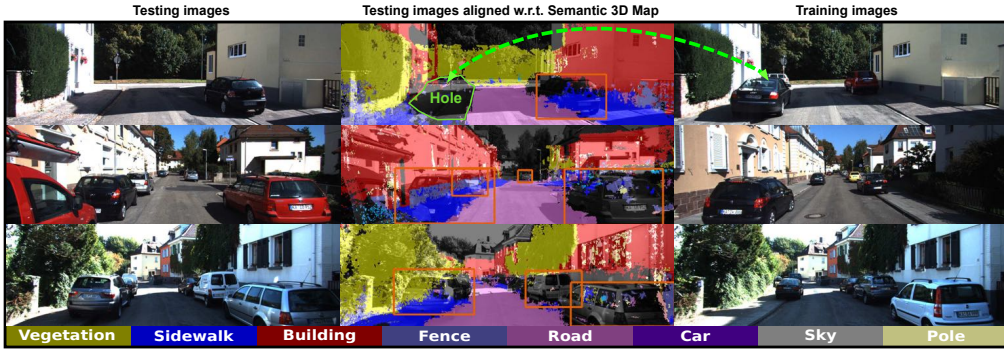 Testing images
Testing images aligned w.r.t. Semantic 3D Map
Training images
Hole
Vegetation Sidewalk Building Fence Road Car Sky Pole